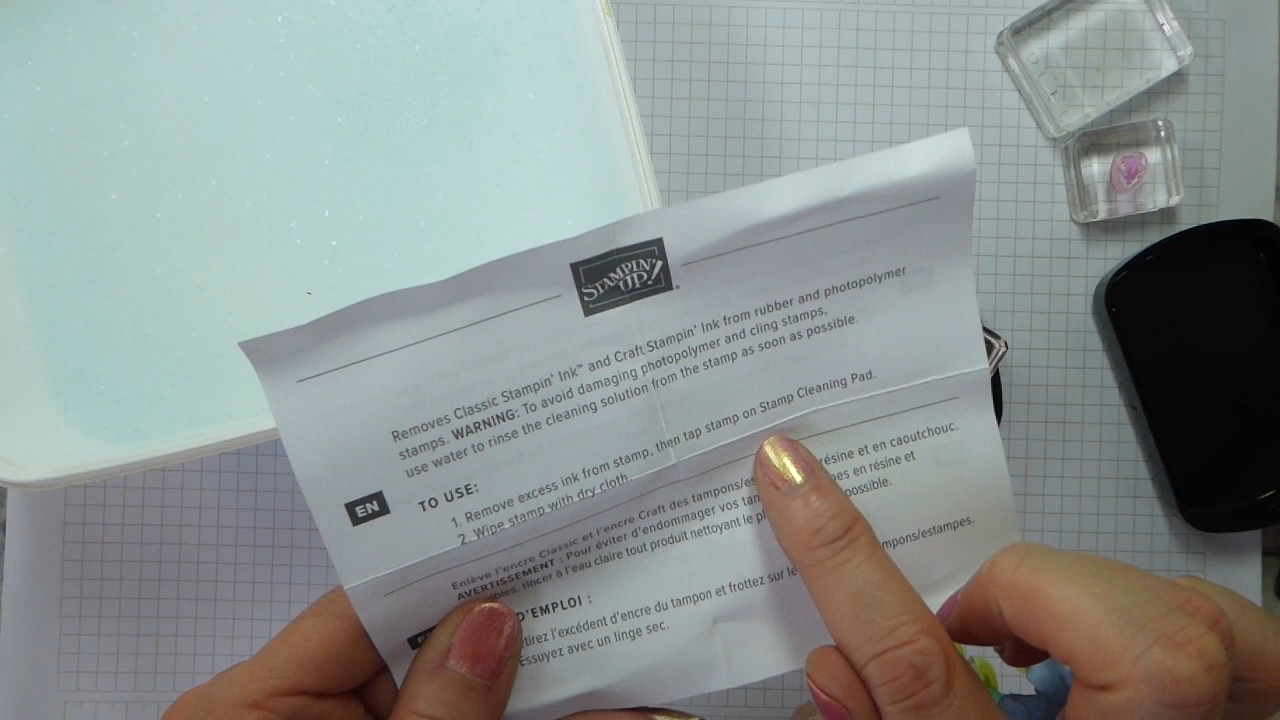 STAMPIN' UP!®
Removes Classic Stampin' Ink™ and Craft Stampin' Ink from rubber and photopolymer
stamps. WARNING: To avoid damaging photopolymer and cling stamps,
use water to rinse the cleaning solution from the stamp as soon as possible.
EN
TO USE:
1. Remove excess ink from stamp, then tap stamp on Stamp Cleaning Pad.
2. Wipe stamp with dry cloth.
Enlève l'encre Classic et l'encre Craft des tampons/es résine et en caoutchouc.
AVERTISSEMENT : Pour éviter d'endommager vos tam es en résine et
rincer à l'eau claire tout produit nettoyant le possible.
D'EMPLOI :
etirez l'excédent d'encre du tampon et frottez sur le mpons/estampes.
Essuyez avec un linge sec.